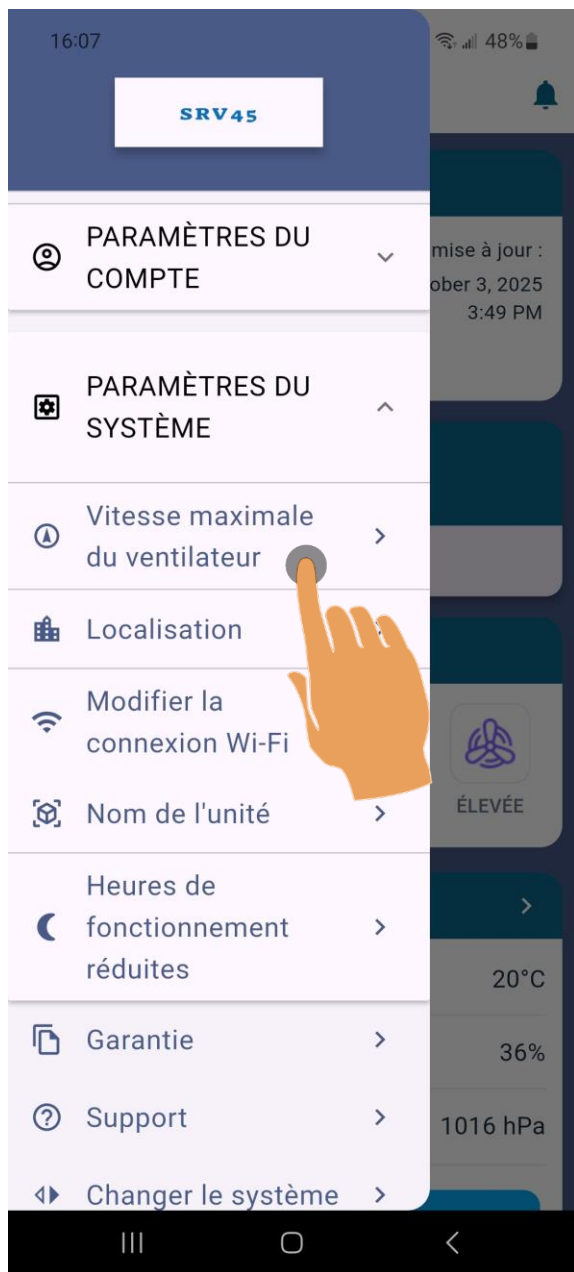 16:07
48%
SRV45
PARAMÈTRES DU
COMPTE
mise à jour :
ober 3, 2025
3:49 PM
PARAMÈTRES DU
SYSTÈME
Vitesse maximale
du ventilateur
Localisation
Modifier la
connexion Wi-Fi
ÉLEVÉE
Nom de l'unité
Heures de
fonctionnement
réduites
20°C
Garantie
36%
Support
1016 hPa
Changer le système